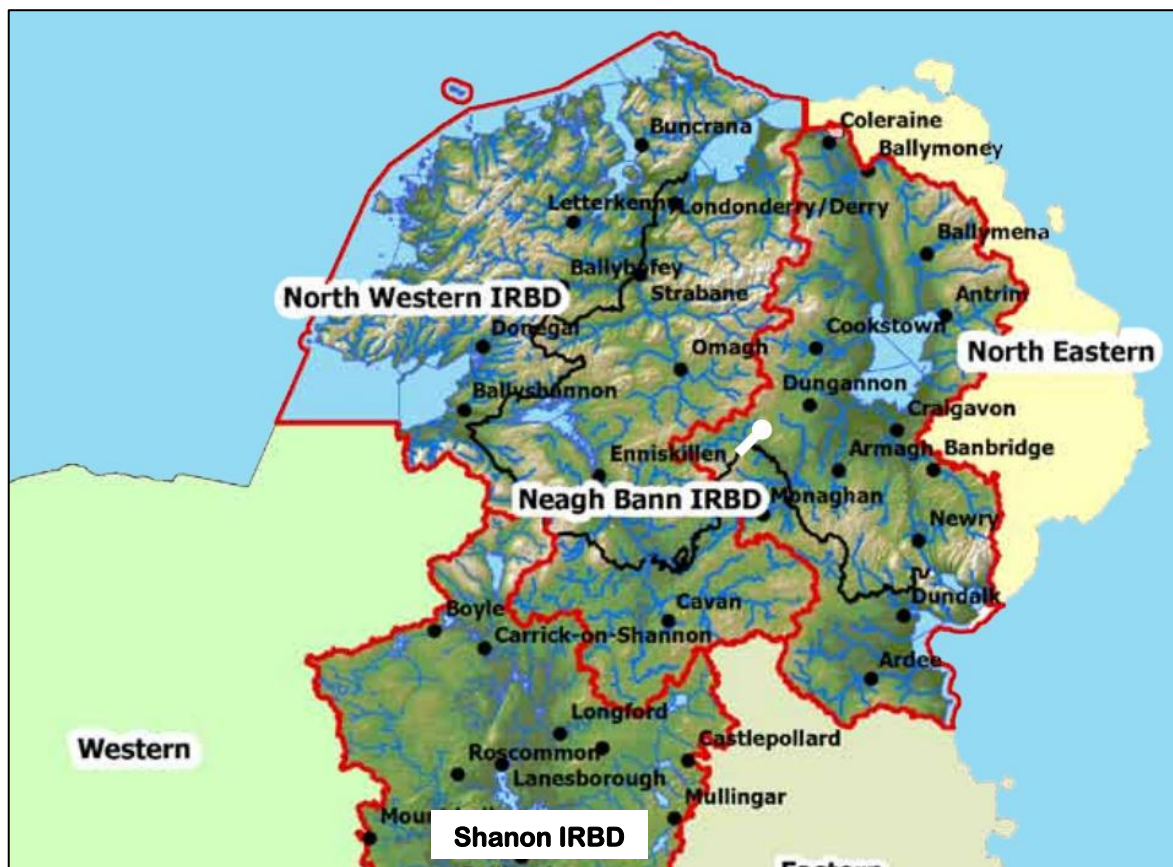 Buncrana
Coleraine
Ballymoney
Letterkenny
Londonderry/Derry
Ballymena
Ballybofey
North Western IRBD
Strabane
Antrim
Donegal
Cookstown
North Eastern
Omagh
Ballyshannon
Dungannon
Craigavon
Enniskillen
Armagh
Banbridge
Neagh Bann IRBD
Monaghan
Newry
Cavan
Dundalk
Boyle
Carrick-on-Shannon
Ardee
Longford
Western
Roscommon
Castlepollard
Lanesborough
Mullingar
Shanon IRBD
Eastern